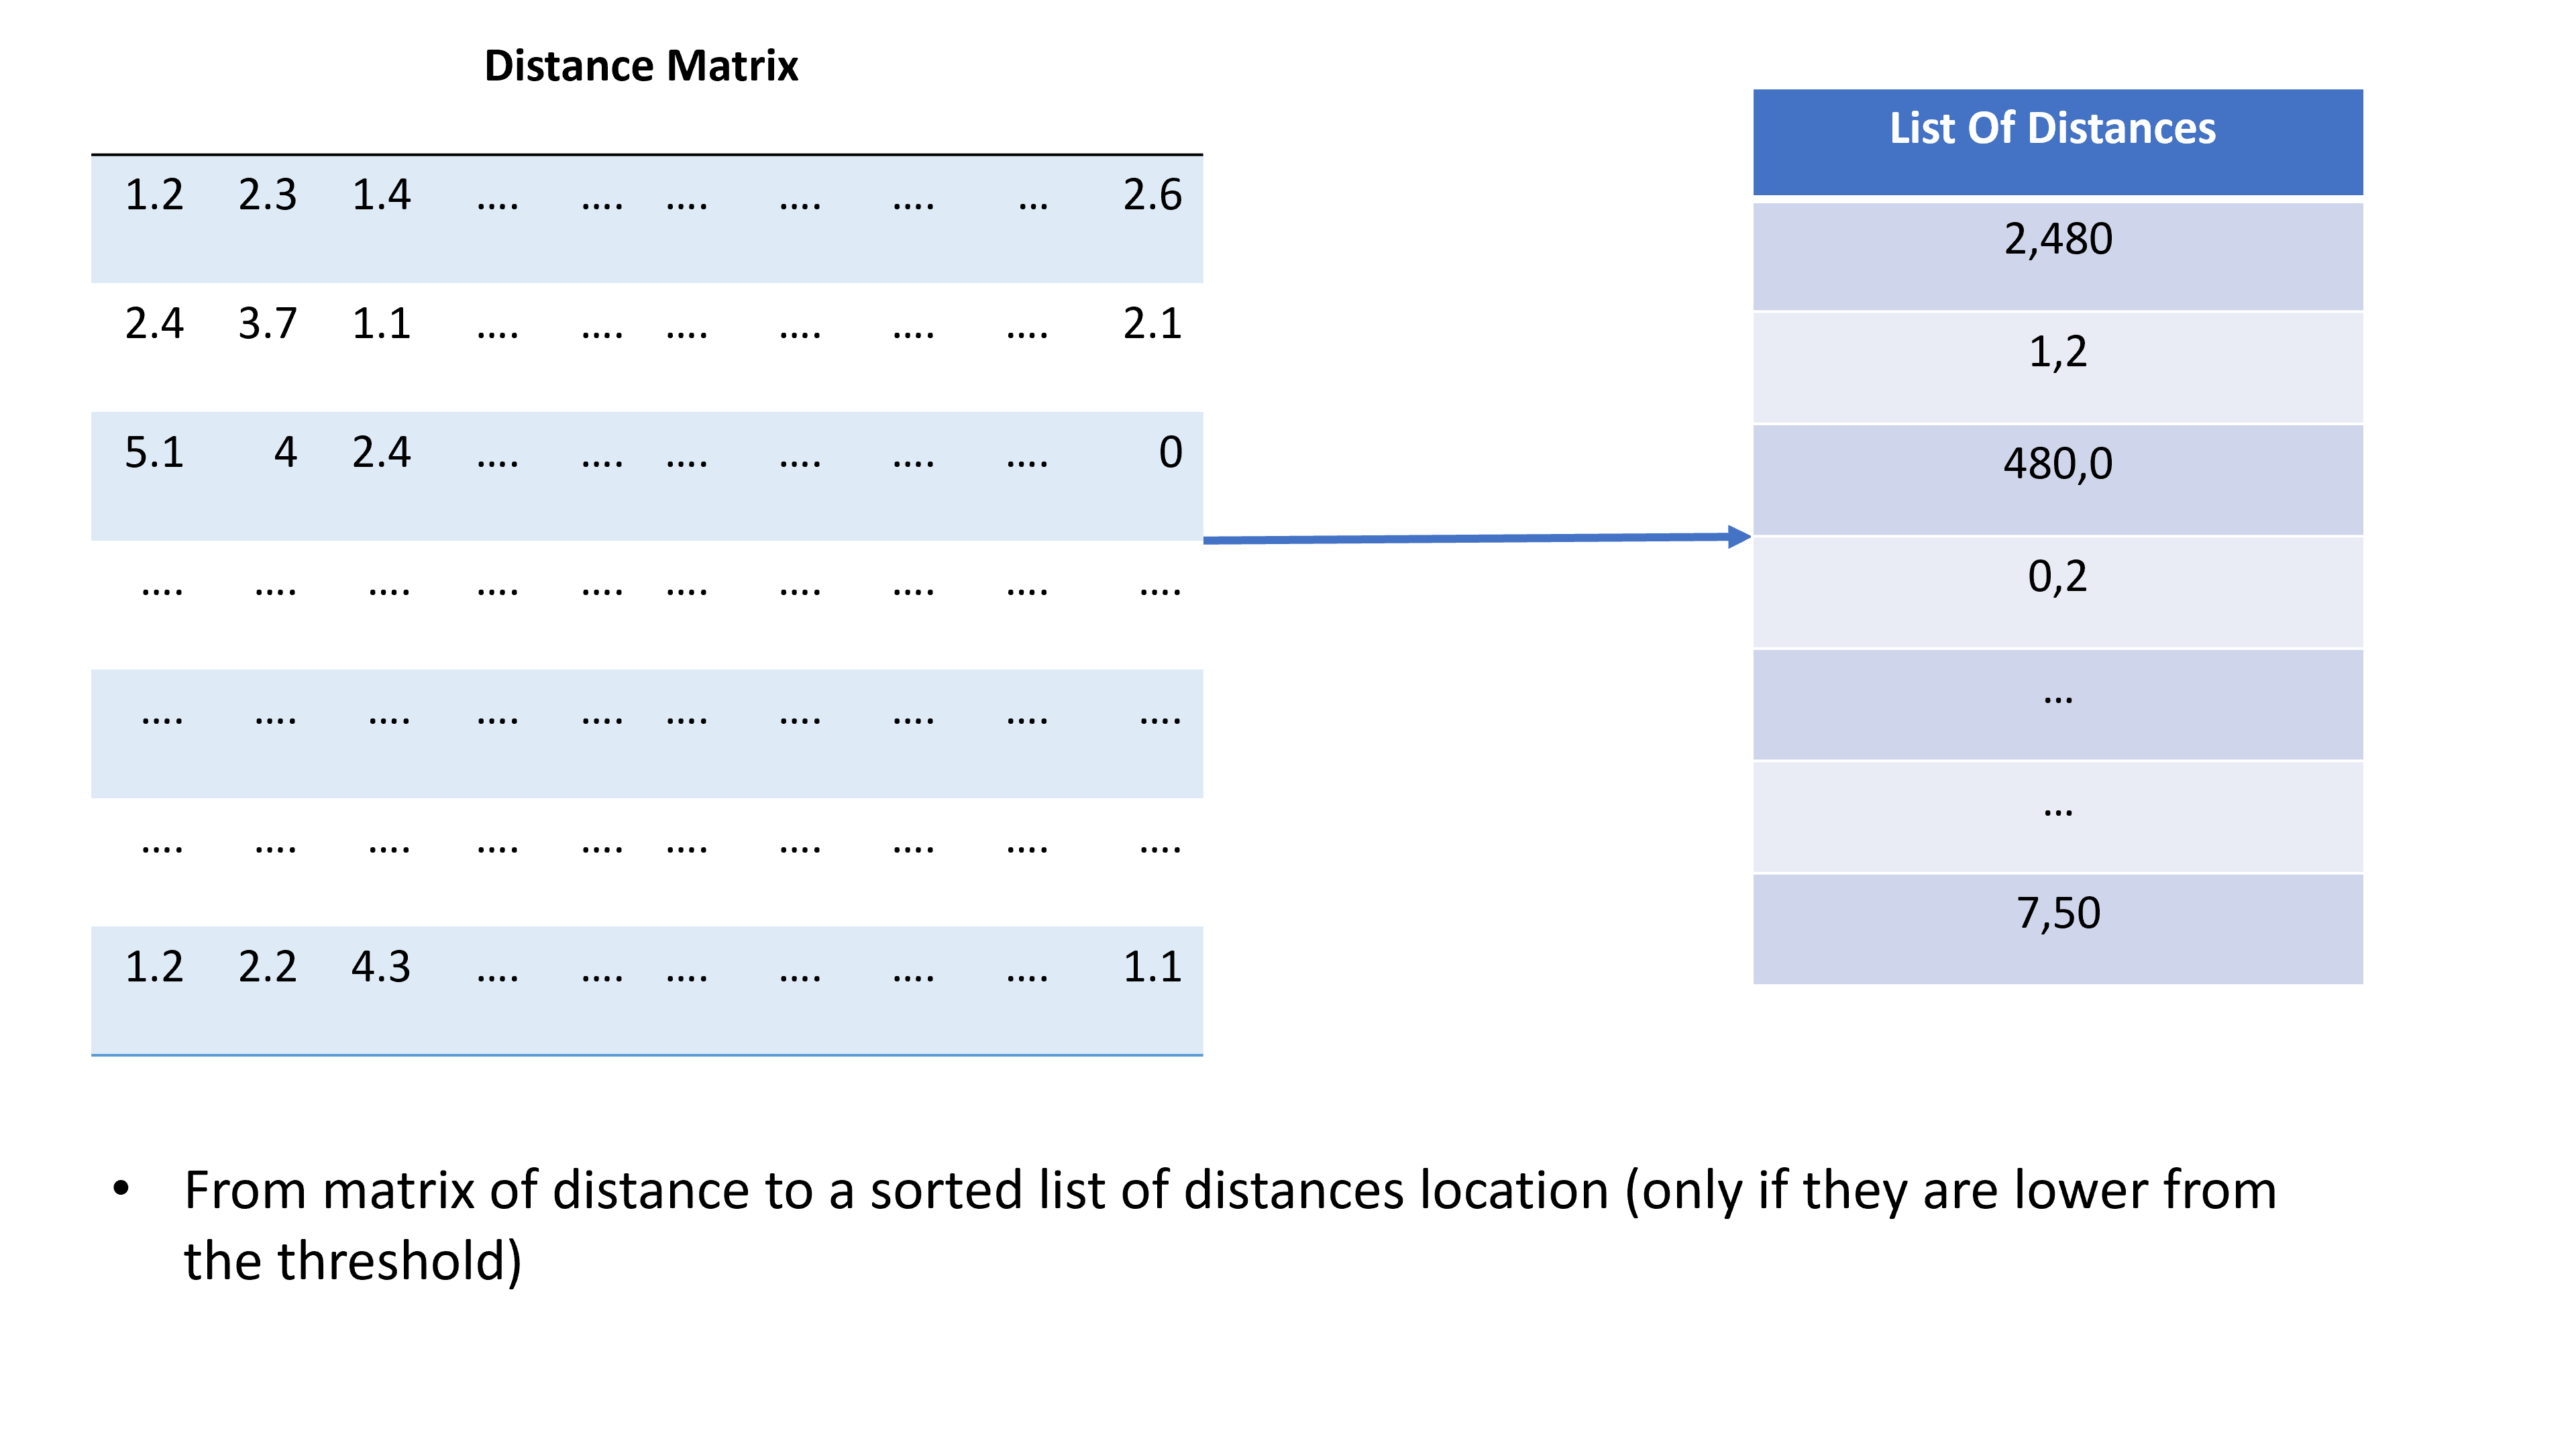 Distance Matrix
1.2 2.3 1.4 .... .... .... .... .... ... 2.6
2.4 3.7 1.1 .... .... .... .... .... .... 2.1
5.1 4 2.4 .... .... .... .... .... .... 0
.... .... .... .... .... .... .... .... .... ....
.... .... .... .... .... .... .... .... .... ....
.... .... .... .... .... .... .... .... .... ....
1.2 2.2 4.3 .... .... .... .... .... .... 1.1
List Of Distances
2,480
1,2
480,0
0,2
...
...
7,50
• From matrix of distance to a sorted list of distances location (only if they are lower from
the threshold)